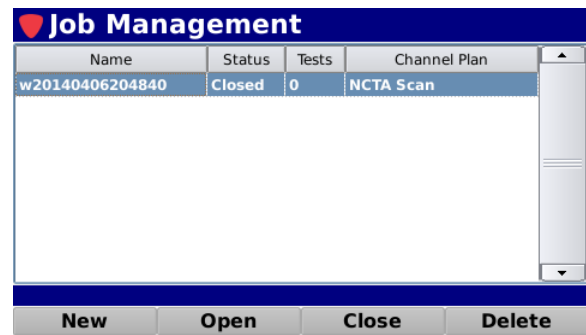 Job Management
Name Status Tests Channel Plan
w20140406204840 Closed 0 NCTA Scan
New Open Close Delete